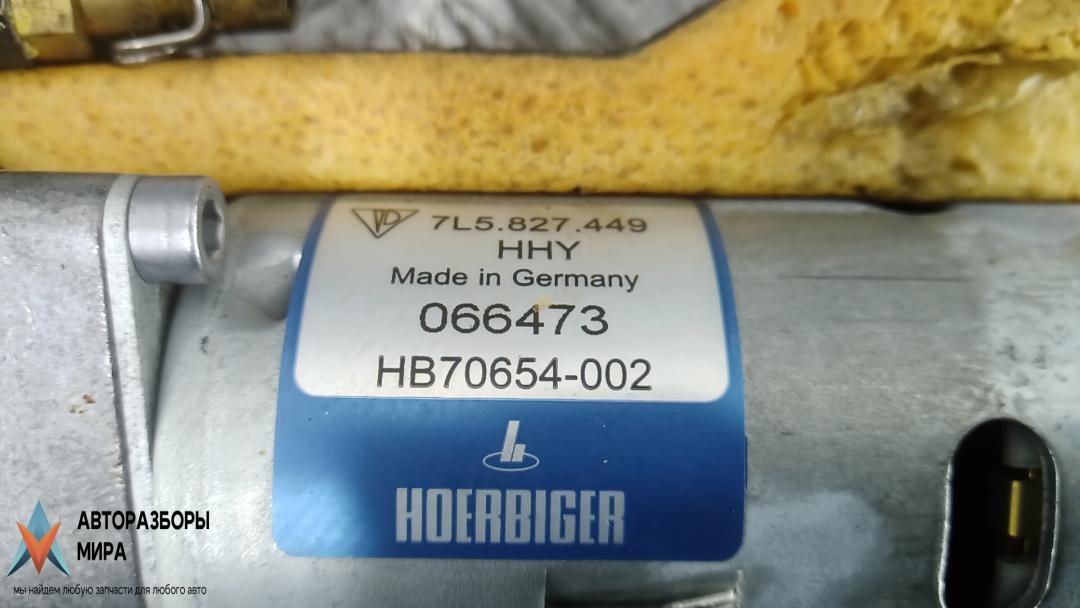 7L5.827.449
HHY
Made in Germany
066473
HB70654-002
HOERBIGER
АВТОРАЗБОРЫ
МИРА
мы найдем любую запчасти для любого авто